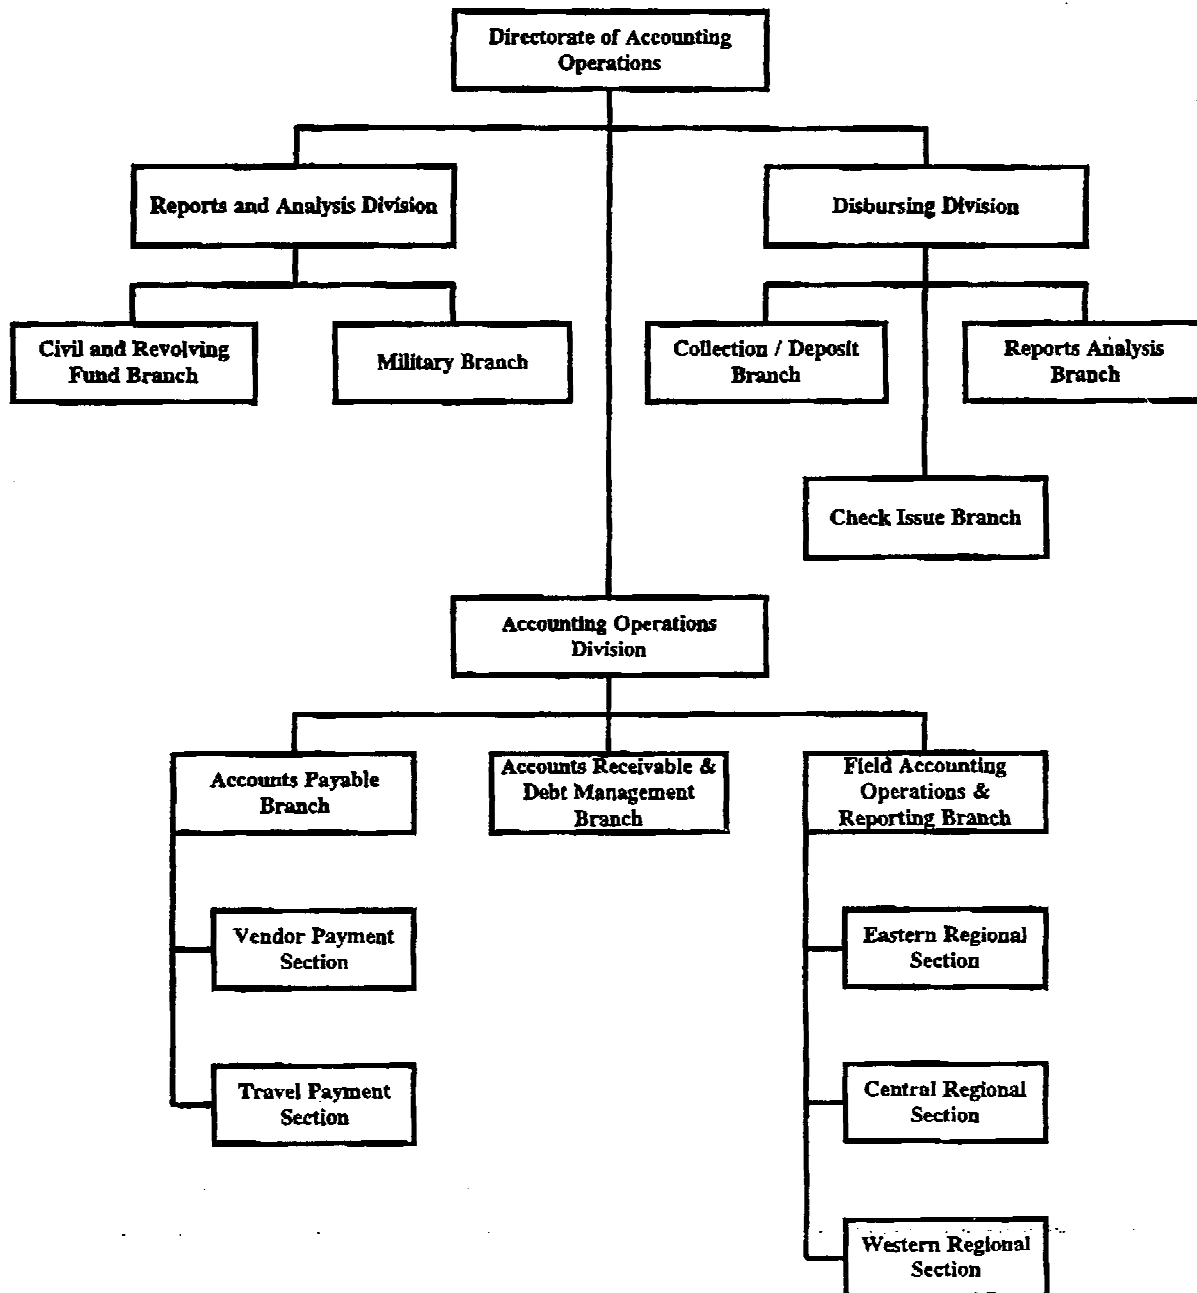 Directorate of Accounting
Operations
Reports and Analysis Division
Disbursing Division
Civil and Revolving
Fund Branch
Military Branch
Collection / Deposit
Branch
Reports Analysis
Branch
Check Issue Branch
Accounting Operations
Division
Accounts Payable
Branch
Accounts Receivable &
Debt Management
Branch
Field Accounting
Operations &
Reporting Branch
Vendor Payment
Section
Eastern Regional
Section
Travel Payment
Section
Central Regional
Section
Western Regional
Section